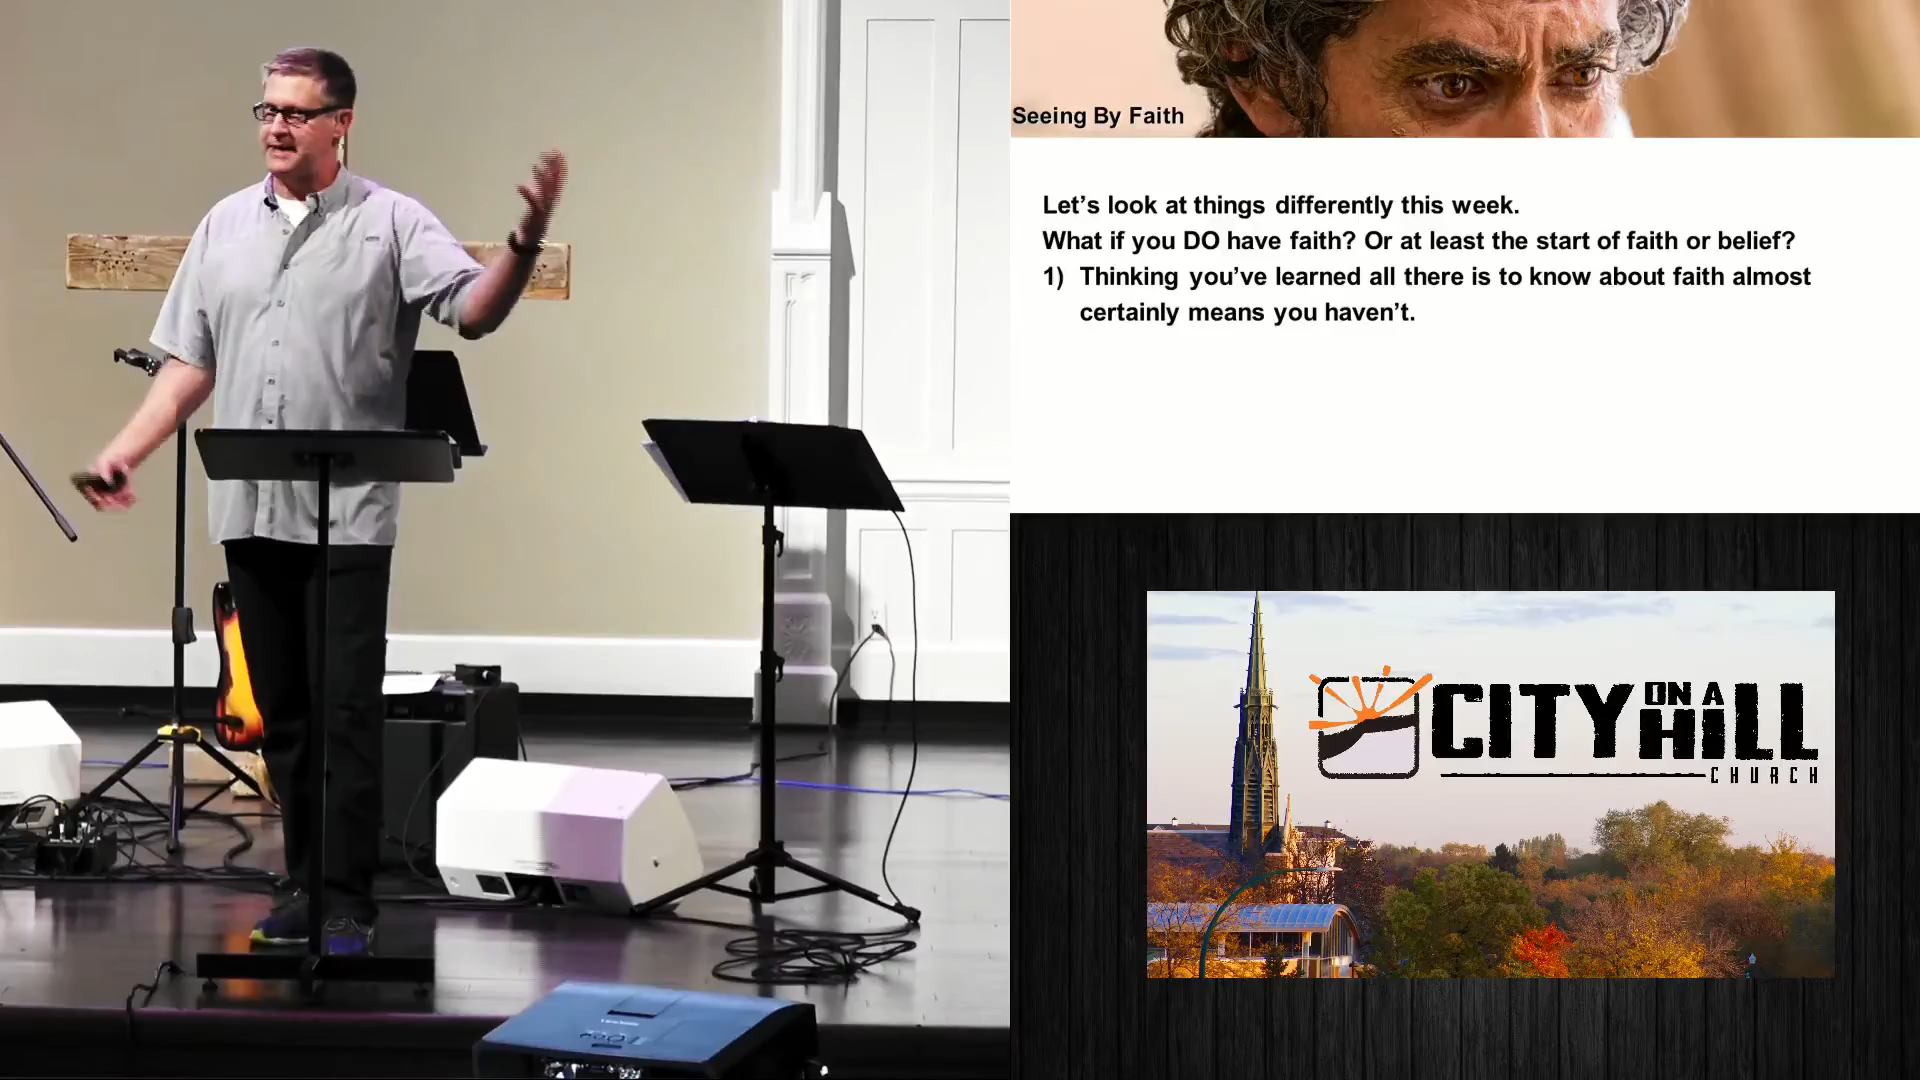 Seeing By Faith
Let’s look at things differently this week.
What if you DO have faith? Or at least the start of faith or belief?
1) Thinking you’ve learned all there is to know about faith almost
certainly means you haven’t.
CITY ON A HILL
CHURCH